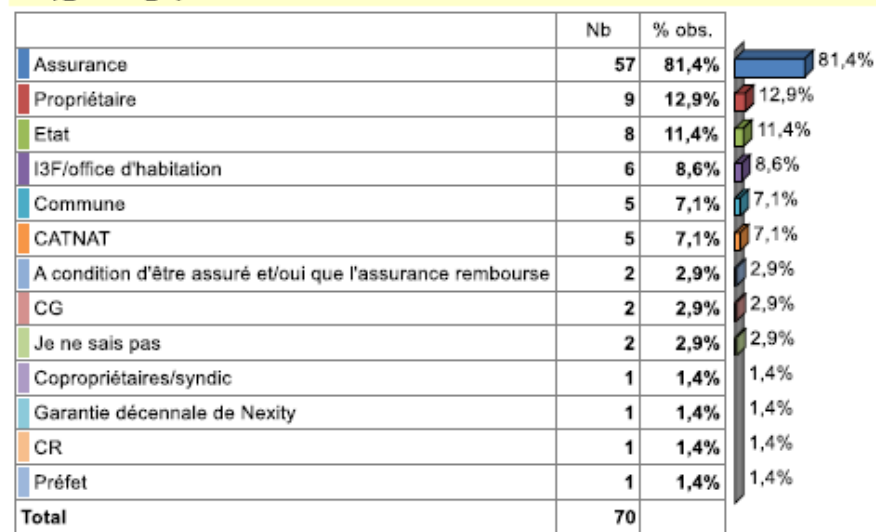 Nb % obs.
Assurance 57 81,4% 81,4%
Propriétaire 9 12,9% 12,9%
Etat 8 11,4% 11,4%
I3F/office d'habitation 6 8,6% 8,6%
Commune 5 7,1% 7,1%
CATNAT 5 7,1% 7,1%
A condition d'être assuré et/oui que l'assurance rembourse 2 2,9% 2,9%
CG 2 2,9% 2,9%
Je ne sais pas 2 2,9% 2,9%
Copropriétaires/syndic 1 1,4% 1,4%
Garantie décennale de Nexity 1 1,4% 1,4%
CR 1 1,4% 1,4%
Préfet 1 1,4% 1,4%
Total 70